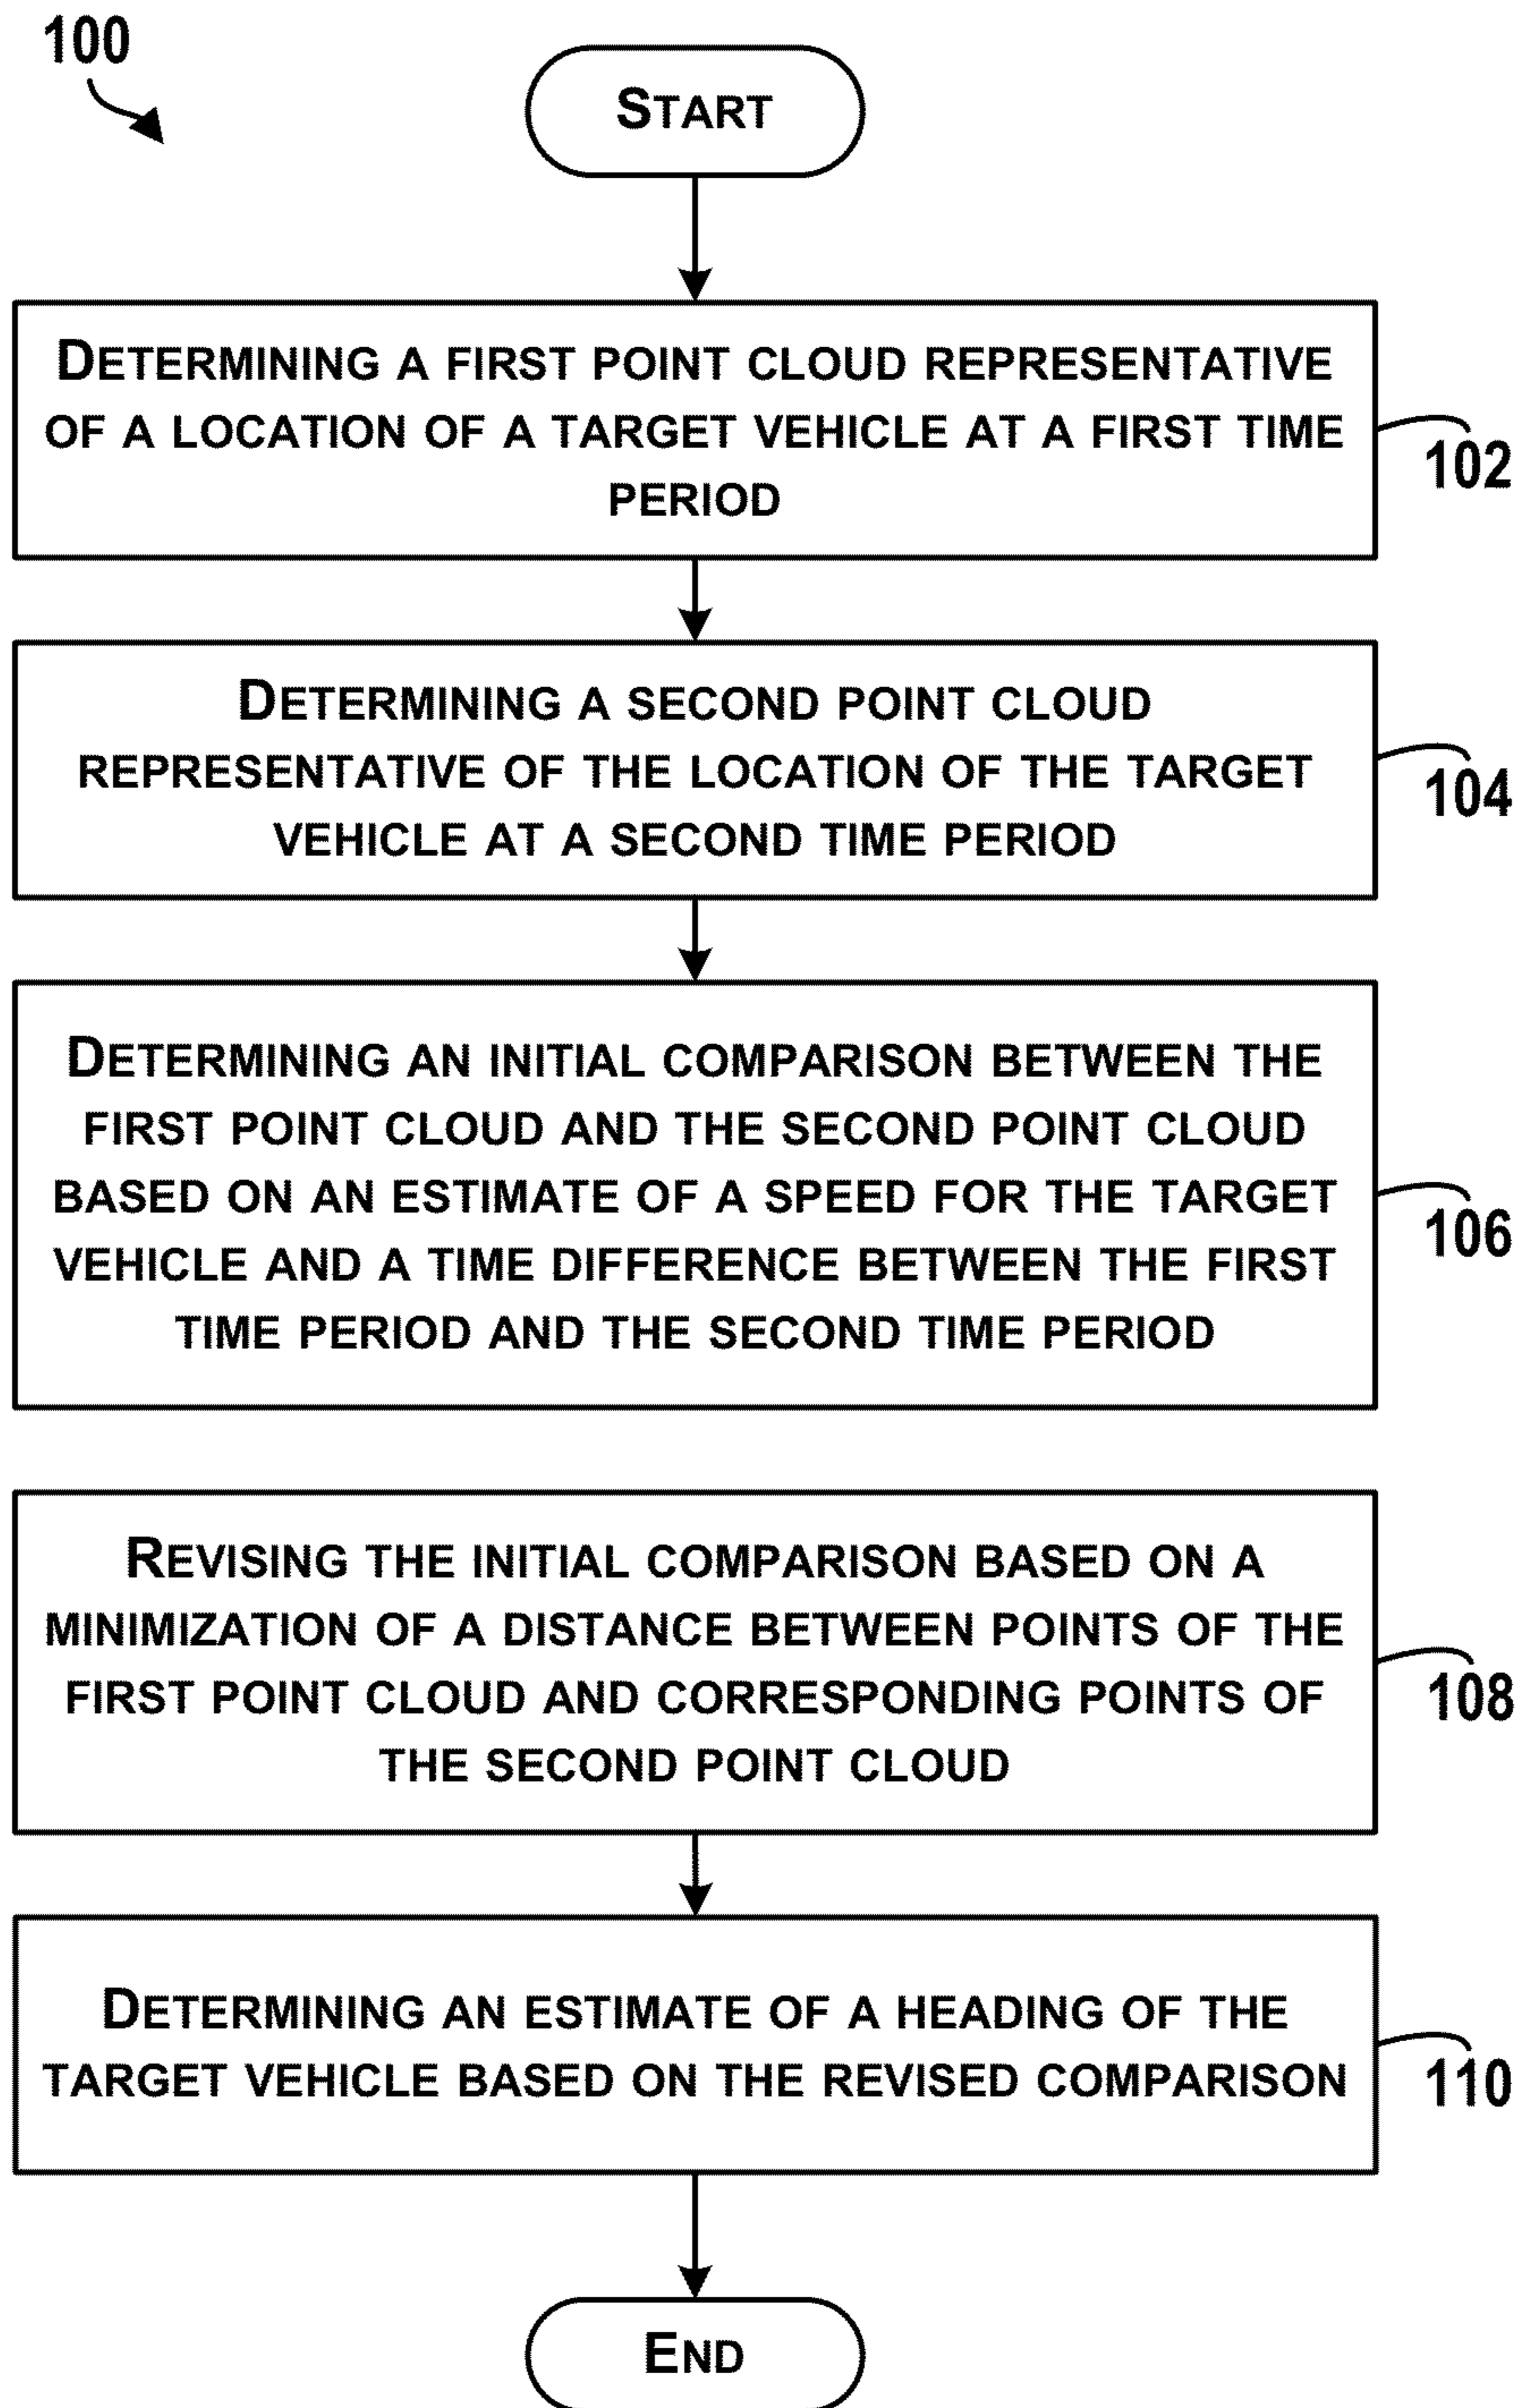 100
START
DETERMINING A FIRST POINT CLOUD REPRESENTATIVE
OF A LOCATION OF A TARGET VEHICLE AT A FIRST TIME
PERIOD
102
DETERMINING A SECOND POINT CLOUD
REPRESENTATIVE OF THE LOCATION OF THE TARGET
VEHICLE AT A SECOND TIME PERIOD
104
DETERMINING AN INITIAL COMPARISON BETWEEN THE
FIRST POINT CLOUD AND THE SECOND POINT CLOUD
BASED ON AN ESTIMATE OF A SPEED FOR THE TARGET
VEHICLE AND A TIME DIFFERENCE BETWEEN THE FIRST
TIME PERIOD AND THE SECOND TIME PERIOD
106
REVISING THE INITIAL COMPARISON BASED ON A
MINIMIZATION OF A DISTANCE BETWEEN POINTS OF THE
FIRST POINT CLOUD AND CORRESPONDING POINTS OF
THE SECOND POINT CLOUD
108
DETERMINING AN ESTIMATE OF A HEADING OF THE
TARGET VEHICLE BASED ON THE REVISED COMPARISON
110
END